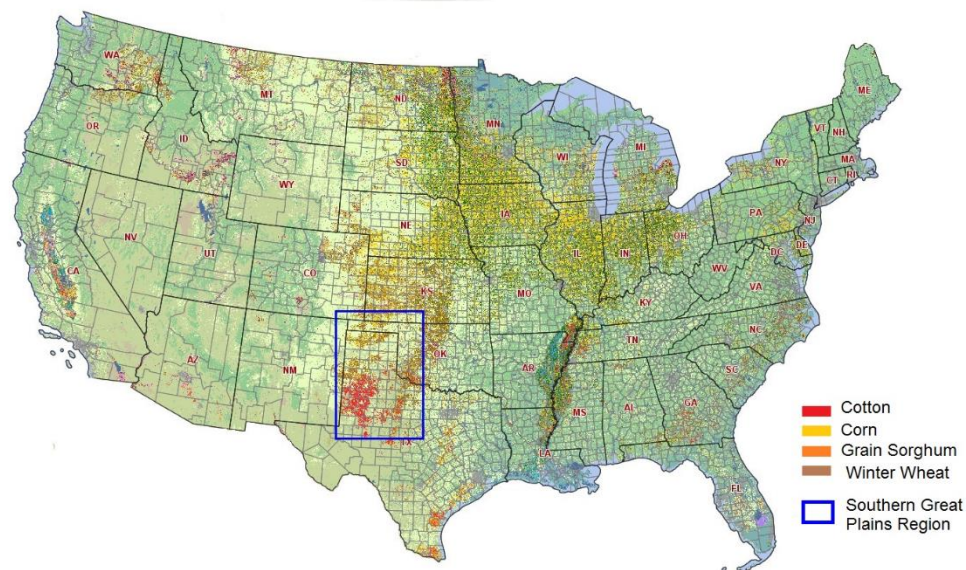 WA
MT
ND
MN
ME
OR
ID
SD
WI
MI
VT
NH
NY
MA
CT
RI
WY
IA
PA
NE
NJ
NV
UT
IL
IN
OH
DE
DC
CA
CO
KS
MO
WV
VA
KY
NC
TN
OK
AZ
NM
AR
SC
MS
AL
GA
TX
LA
FL
Cotton
Corn
Grain Sorghum
Winter Wheat
Southern Great
Plains Region